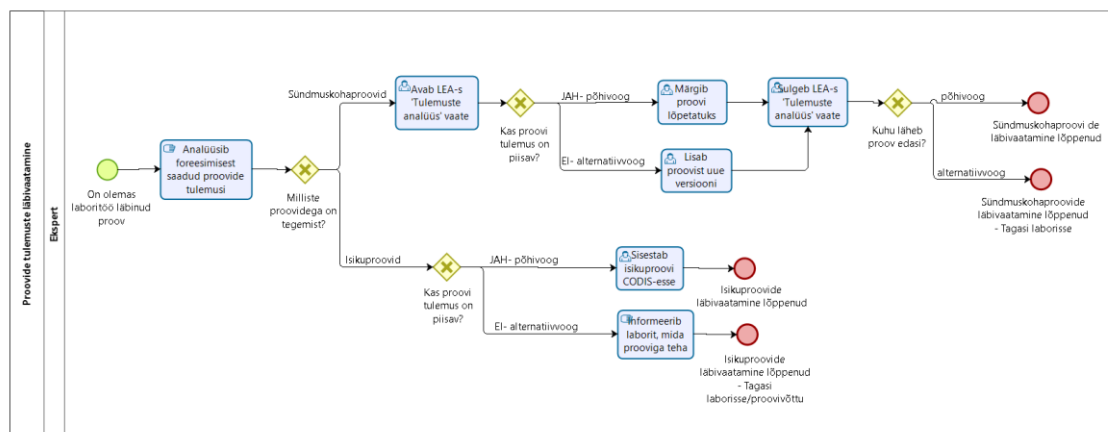 Proovide tulemuste läbivaatamine
Ekspert
On olemas
laboritöö läbinud
proov
Analüüsib
foreesimisest
saadud proovide
tulemusi
Milliste
proovidega on
tegemist?
Sündmuskohaproovid
Avab LEA-s
'Tulemuste
analüüs' vaate
Kas proovi
tulemus on
piisav?
JAH- põhivoog
Märgib
proovi
lõpetatuks
EI- alternatiivvoog
Lisab
proovist uue
versiooni
Sulgeb LEA-s
'Tulemuste
analüüs' vaate
Kuhu läheb
proov edasi?
põhivoog
Sündmuskohaproovi de
läbivaatamine lõppenud
alternatiivvoog
Sündmuskohaproovide
läbivaatamine lõppenud
- Tagasi laborisse
Isikuproovid
Kas proovi
tulemus on
piisav?
JAH- põhivoog
Sisestab
isikuproovi
CODIS-esse
Isikuproovide
läbivaatamine lõppenud
EI- alternatiivvoog
Informeerib
laborit, mida
prooviga teha
Isikuproovide
läbivaatamine lõppenud
- Tagasi
laborisse/proovivõttu